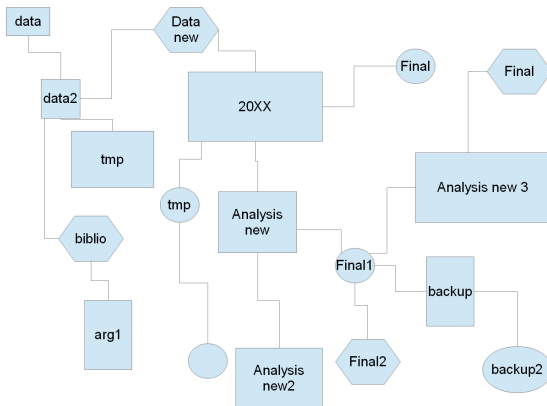 data
Data
new
Final
Final
data2
20XX
tmp
Analysis new 3
tmp
Analysis
new
biblio
Final1
backup
arg1
Final2
Analysis
new2
backup2